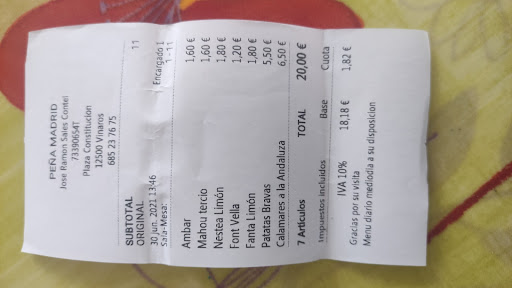 PEÑA MADRID
Jose Ramon Sales Contel
73390654T
Plaza Constitucion
12500 Vinaros
685 23 76 75
SUBTOTAL 11
ORIGINAL
30 jun. 2021 13:46 Encargado 1
Sala-Mesa: 1 - 11
Ambar 1,60 €
Mahou tercio 1,60 €
Nestea Limón 1,80 €
Font Vella 1,20 €
Fanta Limón 1,80 €
Patatas Bravas 5,50 €
Calamares a la Andaluza 6,50 €
7 Artículos TOTAL 20,00 €
Impuestos incluidos Base Cuota
IVA 10% 18,18 € 1,82 €
Gracias por su visita
Menu diario mediodia a su disposicion